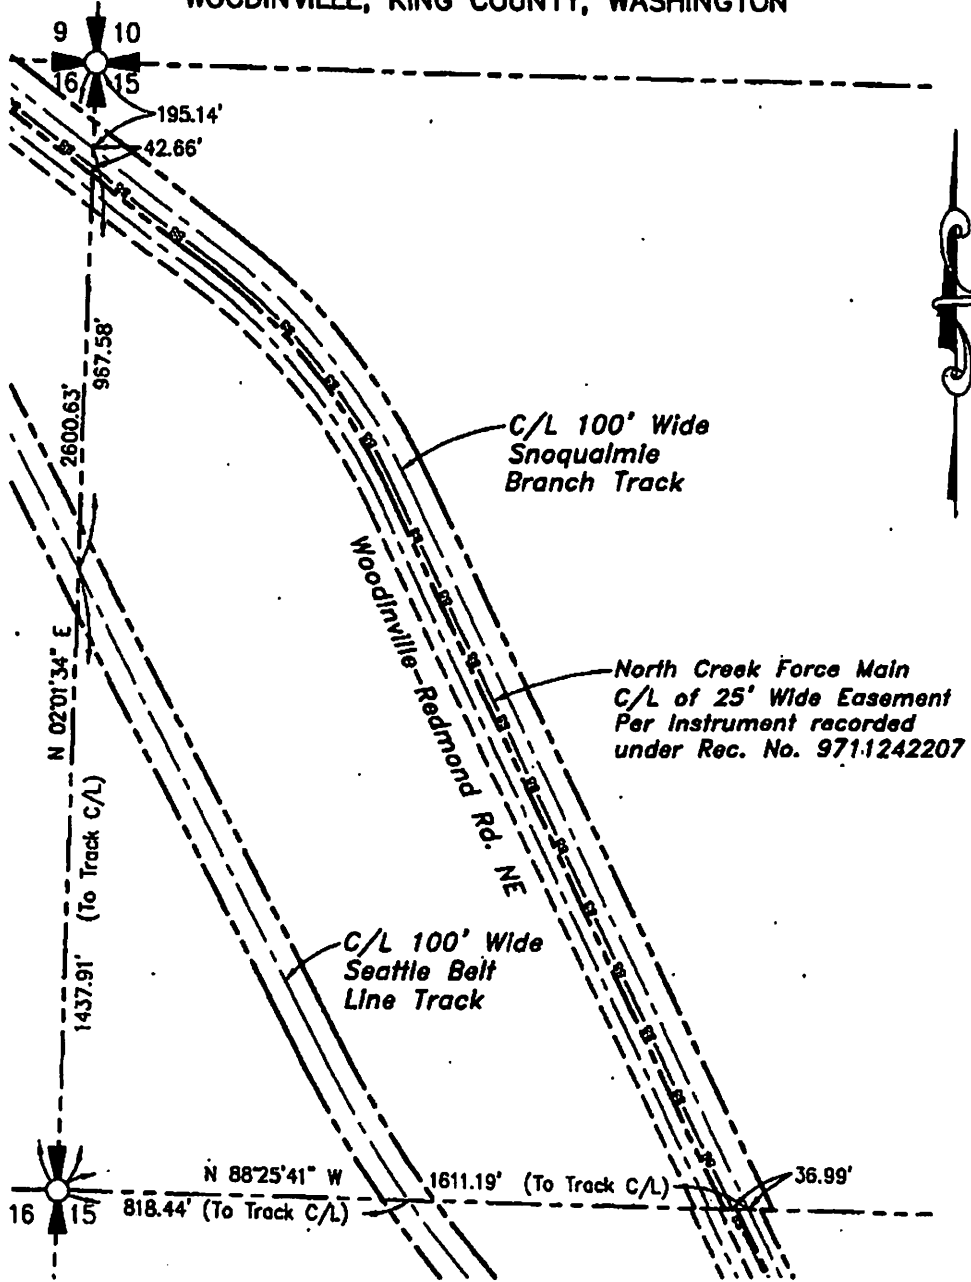 WOODINVILLE, KING COUNTY, WASHINGTON
9 10
16 15
195.14'
42.66'
967.58'
2600.63'
C/L 100' Wide
Snoqualmie
Branch Track
Woodinville-Redmond Rd. NE
N 02°01'34" E
North Creek Force Main
C/L of 25' Wide Easement
Per Instrument recorded
under Rec. No. 9711242207
1437.91' (To Track C/L)
C/L 100' Wide
Seattle Belt
Line Track
N 88°25'41" W
1611.19' (To Track C/L)
36.99'
16 15
818.44' (To Track C/L)